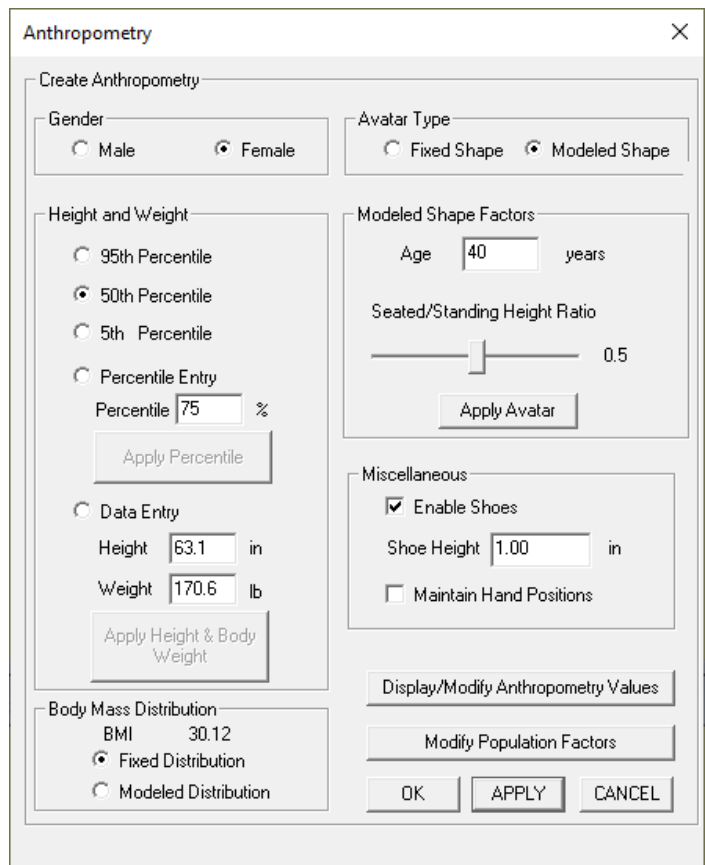 Anthropometry
Create Anthropometry
Gender
Male Female
Avatar Type
Fixed Shape Modeled Shape
Height and Weight
95th Percentile
50th Percentile
5th Percentile
Percentile Entry
Percentile 75 %
Apply Percentile
Data Entry
Height 63.1 in
Weight 170.6 lb
Apply Height & Body
Weight
Body Mass Distribution
BMI 30.12
Fixed Distribution
Modeled Distribution
Modeled Shape Factors
Age 40 years
Seated/Standing Height Ratio
0.5
Apply Avatar
Miscellaneous
Enable Shoes
Shoe Height 1.00 in
Maintain Hand Positions
Display/Modify Anthropometry Values
Modify Population Factors
OK APPLY CANCEL